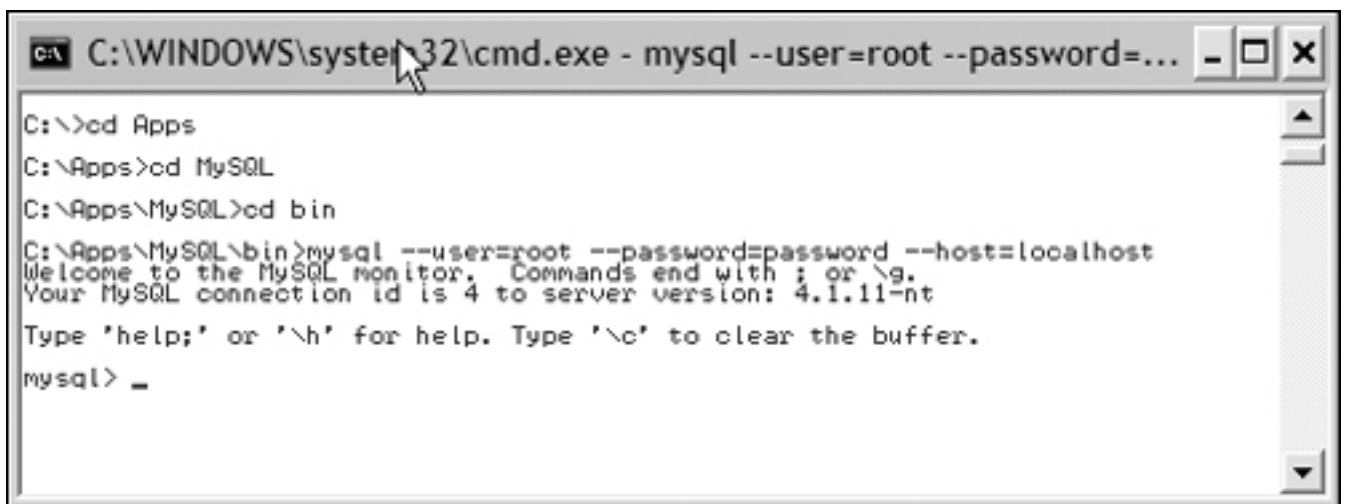 C:\WINDOWS\system32\cmd.exe - mysql --user=root --password=...
C:\>cd Apps
C:\Apps>cd MySQL
C:\Apps\MySQL>cd bin
C:\Apps\MySQL\bin>mysql --user=root --password=password --host=localhost
Welcome to the MySQL monitor.  Commands end with ; or \g.
Your MySQL connection id is 4 to server version: 4.1.11-nt
Type 'help;' or '\h' for help. Type '\c' to clear the buffer.
mysql> _